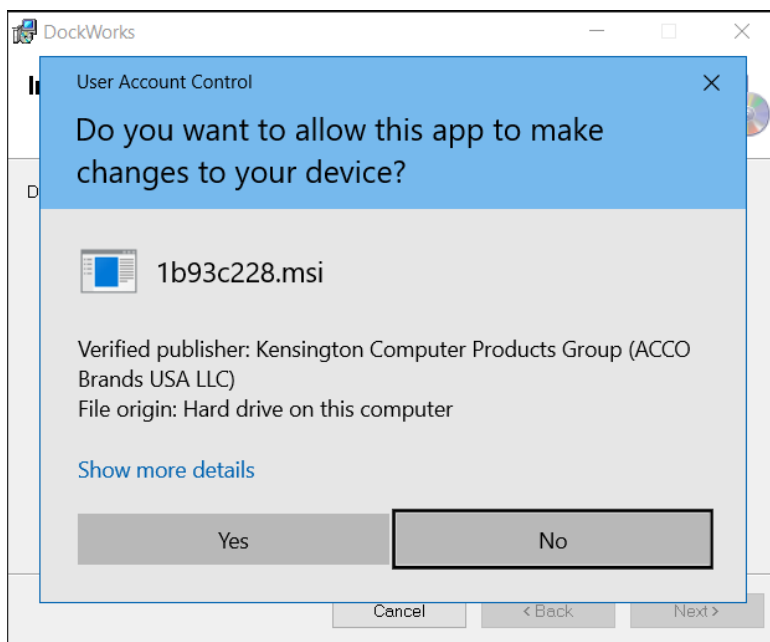 DockWorks
User Account Control
Do you want to allow this app to make
changes to your device?
1b93c228.msi
Verified publisher: Kensington Computer Products Group (ACCO
Brands USA LLC)
File origin: Hard drive on this computer
Show more details
Yes
No
Cancel
< Back
Next >